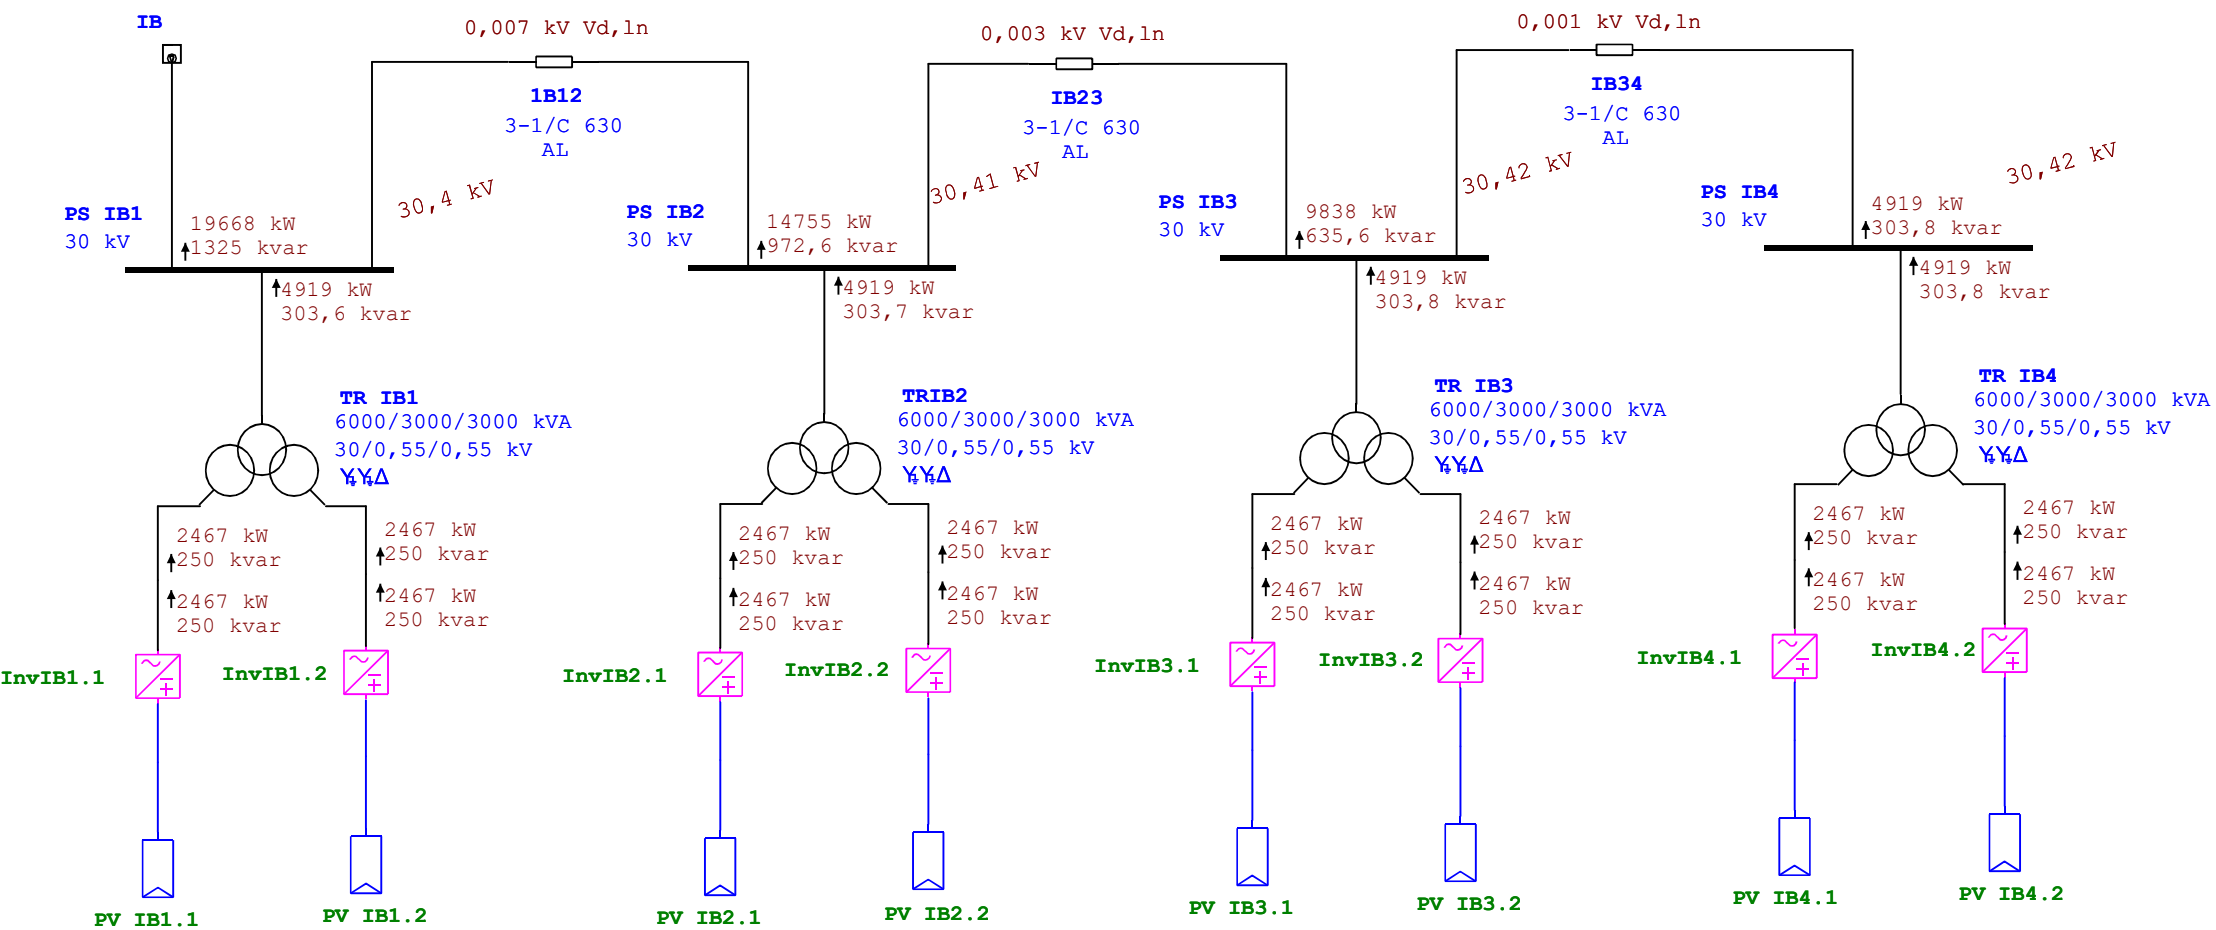 IB
0,007 kV Vd,ln
0,003 kV Vd,ln
0,001 kV Vd,ln
1B12
3-1/C 630
AL
IB23
3-1/C 630
AL
IB34
3-1/C 630
AL
30,4 kV
30,41 kV
30,42 kV
30,42 kV
PS IB1
30 kV
19668 kW
1325 kvar
PS IB2
30 kV
14755 kW
972,6 kvar
PS IB3
30 kV
9838 kW
635,6 kvar
PS IB4
30 kV
4919 kW
303,8 kvar
4919 kW
303,6 kvar
4919 kW
303,7 kvar
4919 kW
303,8 kvar
4919 kW
303,8 kvar
TR IB1
6000/3000/3000 kVA
30/0,55/0,55 kV
TRIB2
6000/3000/3000 kVA
30/0,55/0,55 kV
TR IB3
6000/3000/3000 kVA
30/0,55/0,55 kV
TR IB4
6000/3000/3000 kVA
30/0,55/0,55 kV
2467 kW
250 kvar
2467 kW
250 kvar
2467 kW
250 kvar
2467 kW
250 kvar
2467 kW
250 kvar
2467 kW
250 kvar
2467 kW
250 kvar
2467 kW
250 kvar
2467 kW
250 kvar
2467 kW
250 kvar
2467 kW
250 kvar
2467 kW
250 kvar
2467 kW
250 kvar
2467 kW
250 kvar
2467 kW
250 kvar
2467 kW
250 kvar
InvIB1.1
InvIB1.2
InvIB2.1
InvIB2.2
InvIB3.1
InvIB3.2
InvIB4.1
InvIB4.2
PV IB1.1
PV IB1.2
PV IB2.1
PV IB2.2
PV IB3.1
PV IB3.2
PV IB4.1
PV IB4.2